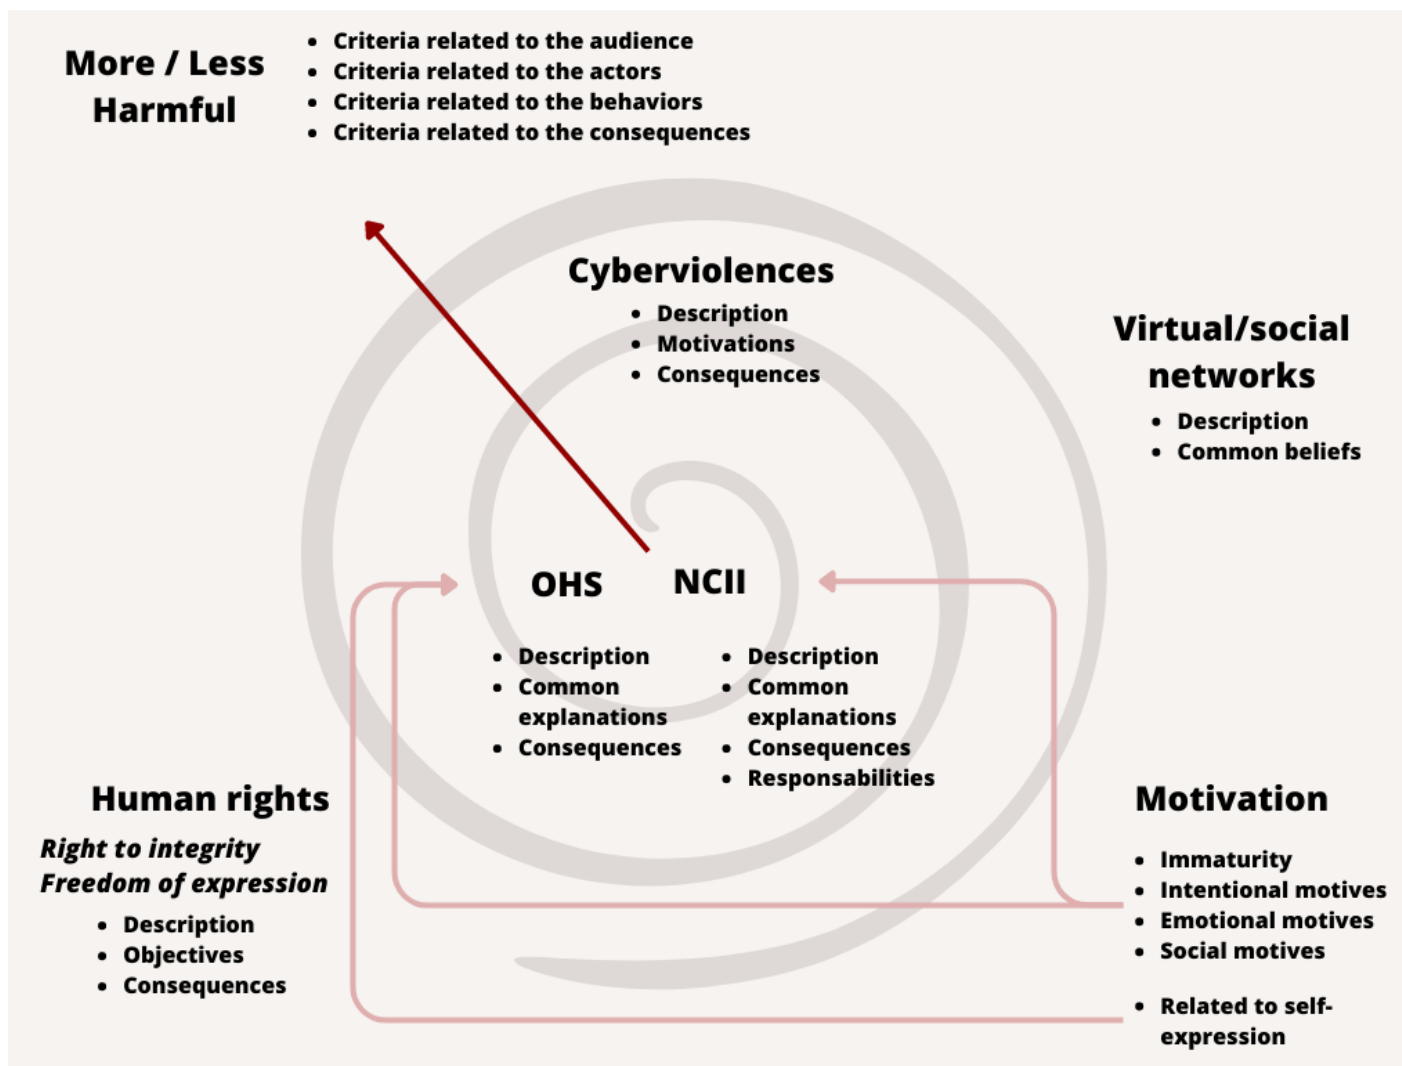 More / Less
Harmful
• Criteria related to the audience
• Criteria related to the actors
• Criteria related to the behaviors
• Criteria related to the consequences
Cyberviolences
• Description
• Motivations
• Consequences
Virtual/social
networks
• Description
• Common beliefs
OHS
• Description
• Common
explanations
• Consequences
NCII
• Description
• Common
explanations
• Consequences
• Responsabilities
Human rights
Right to integrity
Freedom of expression
• Description
• Objectives
• Consequences
Motivation
• Immaturity
• Intentional motives
• Emotional motives
• Social motives
• Related to self-
expression